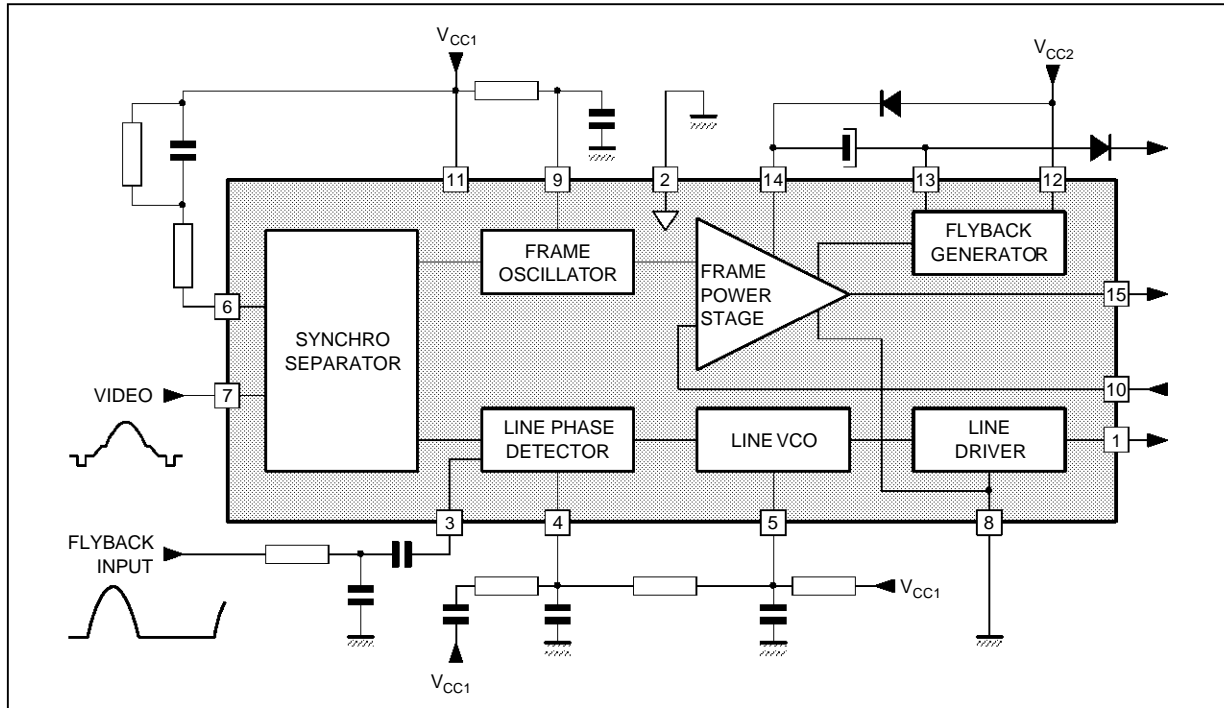 VCC1
VCC2
11
9
2
14
13
12
FLYBACK
GENERATOR
FRAME
OSCILLATOR
FRAME
POWER
STAGE
15
6
SYNCHRO
SEPARATOR
VIDEO
7
10
LINE PHASE
DETECTOR
LINE VCO
LINE
DRIVER
1
3
4
5
8
FLYBACK
INPUT
VCC1
VCC1